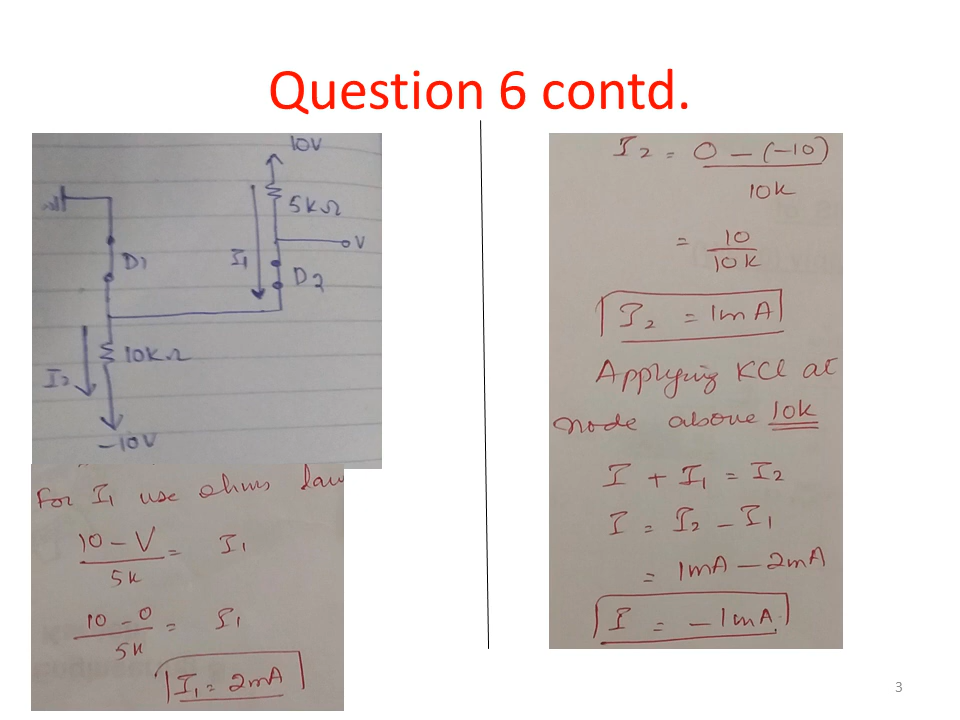 Question 6 contd.
10V
5KΩ
V
D1
I1
D2
10KΩ
I2
-10V
For I1 use ohms law
10 - V / 5K = I1
10 - 0 / 5K = I1
I1 = 2mA
I2 = 0 - (-10) / 10K
= 10 / 10K
I2 = 1mA
Applying KCL at
node above 10K
I + I1 = I2
I = I2 - I1
= 1mA - 2mA
I = -1mA.
3